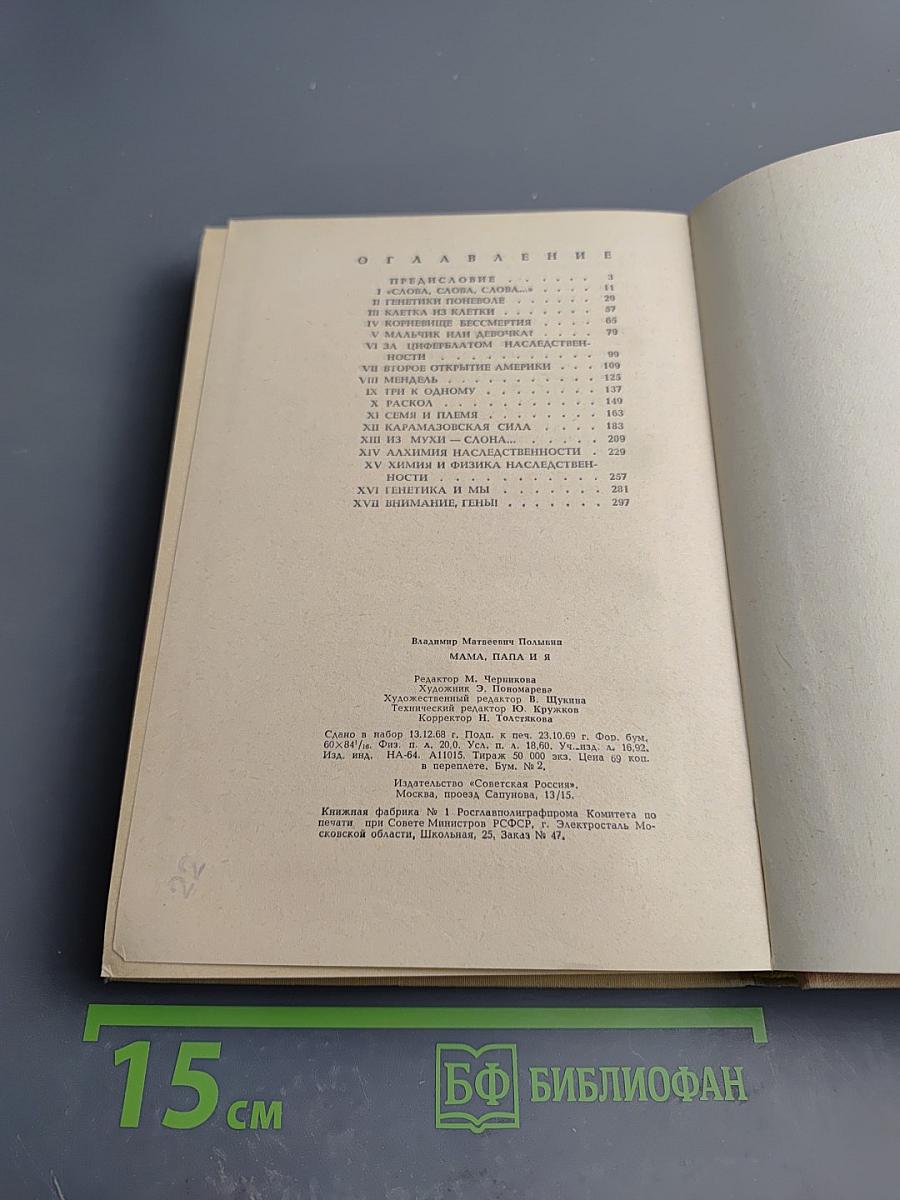 ОГЛАВЛЕНИЕ
ПРЕДИСЛОВИЕ . . . . . . 3
I «СЛОВА, СЛОВА, СЛОВА...» . . . . 11
II ГЕНЕТИКИ ПОНЕВОЛЕ . . . . . . 29
III КЛЕТКА ИЗ КЛЕТКИ . . . . . . . 57
IV КОРНЕВИЩЕ БЕССМЕРТИЯ . . . . 65
V МАЛЬЧИК ИЛИ ДЕВОЧКА? . . . . 79
VI ЗА ЦИФЕРБЛАТОМ НАСЛЕДСТВЕН-
НОСТИ . . . . . . . . . . 99
VII ВТОРОЕ ОТКРЫТИЕ АМЕРИКИ . . . 109
VIII МЕНДЕЛЬ . . . . . . . . . . 125
IX ТРИ К ОДНОМУ . . . . . . . . 137
X РАСКОЛ . . . . . . . . . . . 149
XI СЕМЯ И ПЛЕМЯ . . . . . . . . 163
XII КАРАМАЗОВСКАЯ СИЛА . . . . 183
XIII ИЗ МУХИ — СЛОНА... . . . . . 209
XIV АЛХИМИЯ НАСЛЕДСТВЕННОСТИ . 229
XV ХИМИЯ И ФИЗИКА НАСЛЕДСТВЕН-
НОСТИ . . . . . . . . . . . 257
XVI ГЕНЕТИКА И МЫ . . . . . . . 281
XVII ВНИМАНИЕ, ГЕНЫ! . . . . . . . 297
Владимир Матвеевич Полынин
МАМА, ПАПА И Я
Редактор М. Черникова
Художник Э. Пономарева
Художественный редактор В. Щукина
Технический редактор Ю. Кружков
Корректор Н. Толстякова
Сдано в набор 13.12.68 г. Подп. к печ. 23.10.69 г. Фор. бум.
60×84¹/₁₆. Физ. п. л. 20,0. Усл. п. л. 18,60. Уч.-изд. л. 16,92.
Изд. инд. НА-64. А11015. Тираж 50 000 экз. Цена 69 коп.
в переплете. Бум. № 2.
Издательство «Советская Россия».
Москва, проезд Сапунова, 13/15.
Книжная фабрика № 1 Росглавполиграфпрома Комитета по
печати при Совете Министров РСФСР, г. Электросталь Мо-
сковской области, Школьная, 25, Заказ № 47.
22
15 см
БФ БИБЛИОФАН